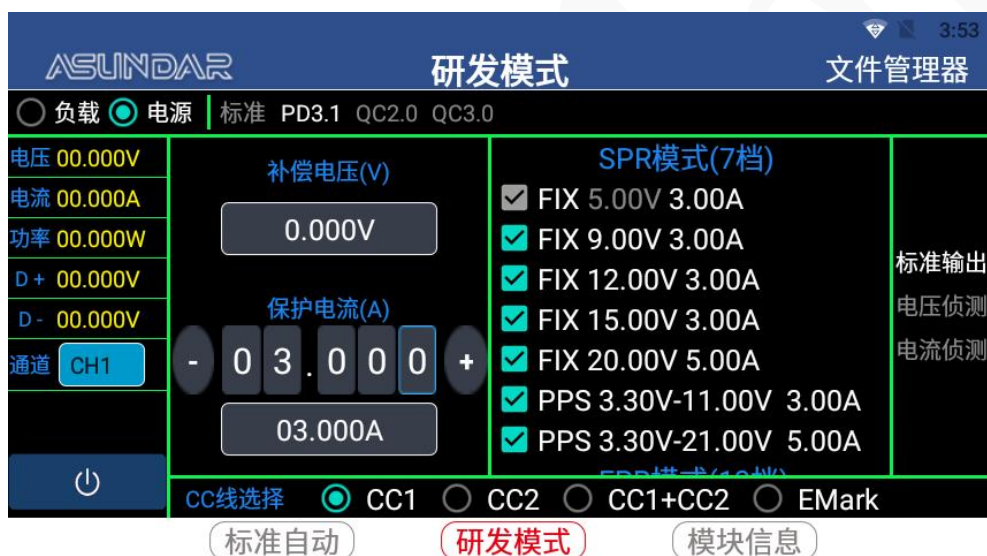 3:53
ASUNDAR 研发模式 文件管理器
负载 电源 标准 PD3.1 QC2.0 QC3.0
电压 00.000V
电流 00.000A
功率 00.000W
D+ 00.000V
D- 00.000V
通道 CH1
补偿电压(V)
0.000V
保护电流(A)
- 0 3 . 0 0 0 +
03.000A
SPR模式(7档)
FIX 5.00V 3.00A
FIX 9.00V 3.00A
FIX 12.00V 3.00A
FIX 15.00V 3.00A
FIX 20.00V 5.00A
PPS 3.30V-11.00V 3.00A
PPS 3.30V-21.00V 5.00A
标准输出
电压侦测
电流侦测
CC线选择 CC1 CC2 CC1+CC2 EMark
标准自动 研发模式 模块信息